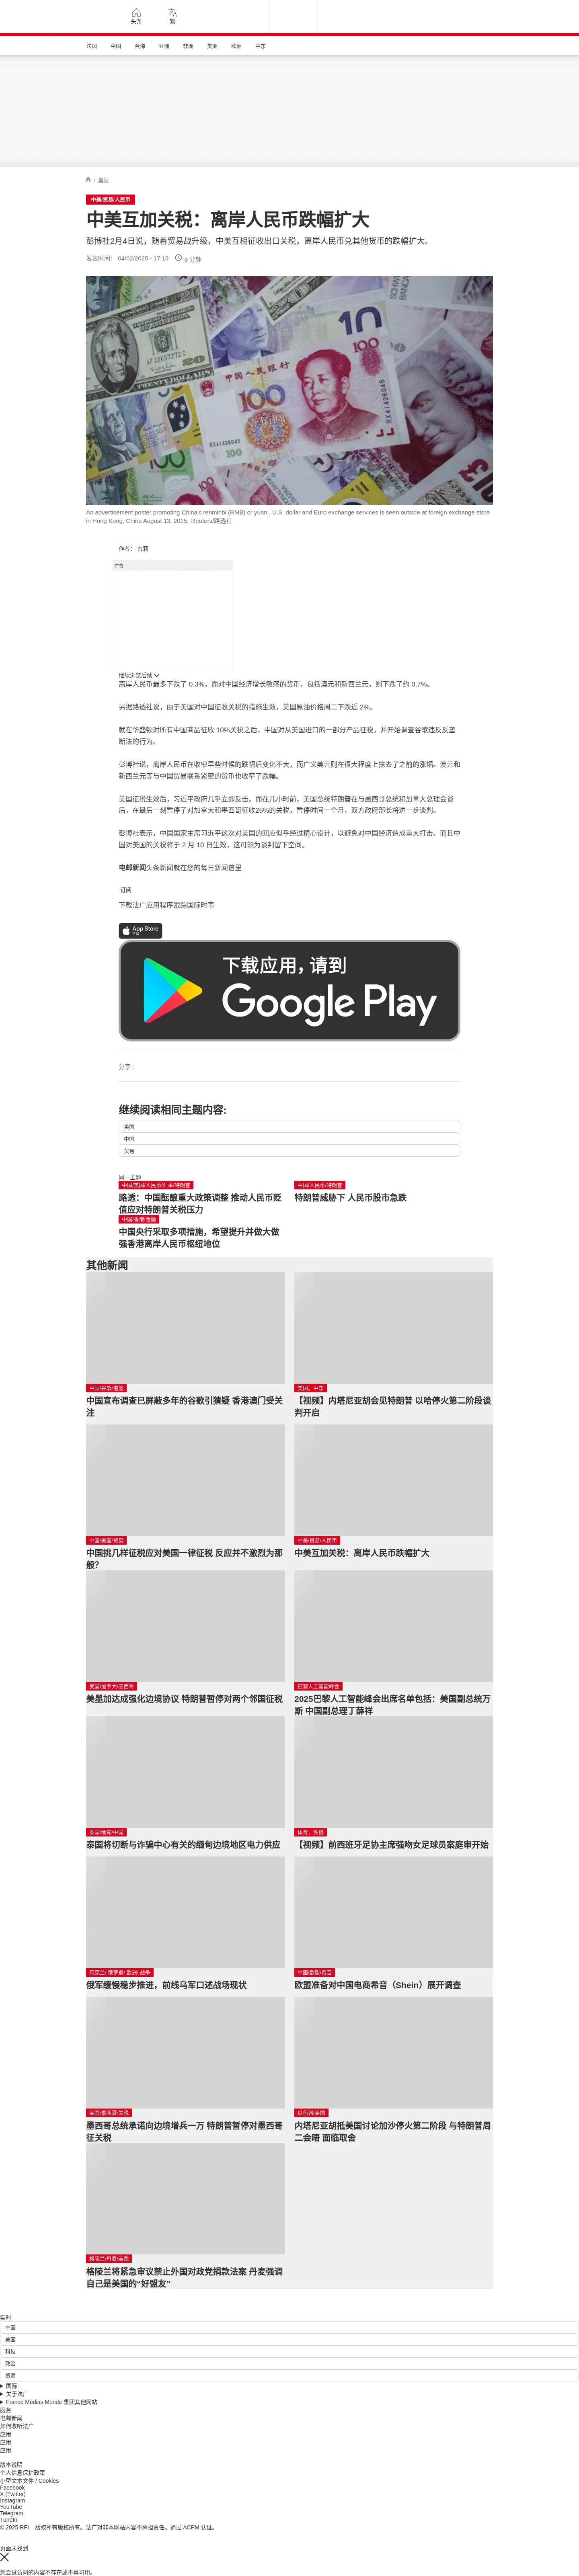 头条
繁
法国
中国
台海
亚洲
非洲
美洲
欧洲
中东
/ 国际
中美/贸易/人民币
中美互加关税：离岸人民币跌幅扩大
彭博社2月4日说，随着贸易战升级，中美互相征收出口关税，离岸人民币兑其他货币的跌幅扩大。
发表时间： 04/02/2025 - 17:15 3 分钟
An advertisement poster promoting China's renminbi (RMB) or yuan , U.S. dollar and Euro exchange services is seen outside at foreign exchange store
in Hong Kong, China August 13, 2015. Reuters/路透社
作者： 古莉
广告
继续浏览后续
离岸人民币最多下跌了 0.3%，而对中国经济增长敏感的货币，包括澳元和新西兰元，则下跌了约 0.7%。
另据路透社说，由于美国对中国征收关税的措施生效，美国原油价格周二下跌近 2%。
就在华盛顿对所有中国商品征收 10%关税之后，中国对从美国进口的一部分产品征税，并开始调查谷歌违反反垄
断法的行为。
彭博社说，离岸人民币在收窄早些时候的跌幅后变化不大，而广义美元则在很大程度上抹去了之前的涨幅。澳元和
新西兰元等与中国贸易联系紧密的货币也收窄了跌幅。
美国征税生效后，习近平政府几乎立即反击。而在几小时前，美国总统特朗普在与墨西哥总统和加拿大总理会谈
后，在最后一刻暂停了对加拿大和墨西哥征收25%的关税，暂停时间一个月，双方政府部长将进一步谈判。
彭博社表示，中国国家主席习近平这次对美国的回应似乎经过精心设计，以避免对中国经济造成重大打击。而且中
国对美国的关税将于 2 月 10 日生效，这可能为谈判留下空间。
电邮新闻头条新闻就在您的每日新闻信里
订阅
下载法广应用程序跟踪国际时事
App Store
下载
下载应用，请到
Google Play
分享 :
继续阅读相同主题内容:
美国
中国
贸易
同一主题
中国/美国/人民币/汇率/特朗普
路透：中国酝酿重大政策调整 推动人民币贬
值应对特朗普关税压力
中国/人民币/特朗普
特朗普威胁下 人民币股市急跌
中国/香港/金融
中国央行采取多项措施，希望提升并做大做
强香港离岸人民币枢纽地位
其他新闻
中国/谷歌/港澳
中国宣布调查已屏蔽多年的谷歌引猜疑 香港澳门受关
注
美国，中东
【视频】内塔尼亚胡会见特朗普 以哈停火第二阶段谈
判开启
中国/美国/贸易
中国挑几样征税应对美国一律征税 反应并不激烈为那
般？
中美/贸易/人民币
中美互加关税：离岸人民币跌幅扩大
美国/加拿大/墨西哥
美墨加达成强化边境协议 特朗普暂停对两个邻国征税
巴黎人工智能峰会
2025巴黎人工智能峰会出席名单包括：美国副总统万
斯 中国副总理丁薛祥
泰国/缅甸/中国
泰国将切断与诈骗中心有关的缅甸边境地区电力供应
体育，性侵
【视频】前西班牙足协主席强吻女足球员案庭审开始
乌克兰/ 俄罗斯/ 欧洲/ 战争
俄军缓慢稳步推进，前线乌军口述战场现状
中国/欧盟/希音
欧盟准备对中国电商希音（Shein）展开调查
美国/墨西哥/关税
墨西哥总统承诺向边境增兵一万 特朗普暂停对墨西哥
征关税
以色列/美国
内塔尼亚胡抵美国讨论加沙停火第二阶段 与特朗普周
二会晤 面临取舍
格陵兰/丹麦/美国
格陵兰将紧急审议禁止外国对政党捐款法案 丹麦强调
自己是美国的“好盟友”
实时
中国
美国
科技
政治
贸易
国际
关于法广
France Médias Monde 集团其他网站
服务
电邮新闻
如何收听法广
应用
应用
应用
版本说明
个人信息保护政策
小型文本文件 / Cookies
Facebook
X (Twitter)
Instagram
YouTube
Telegram
TuneIn
© 2025 RFI – 版权所有版权所有。法广对非本网站内容不承担责任。通过 ACPM 认证。
页面未找到
您尝试访问的内容不存在或不再可用。